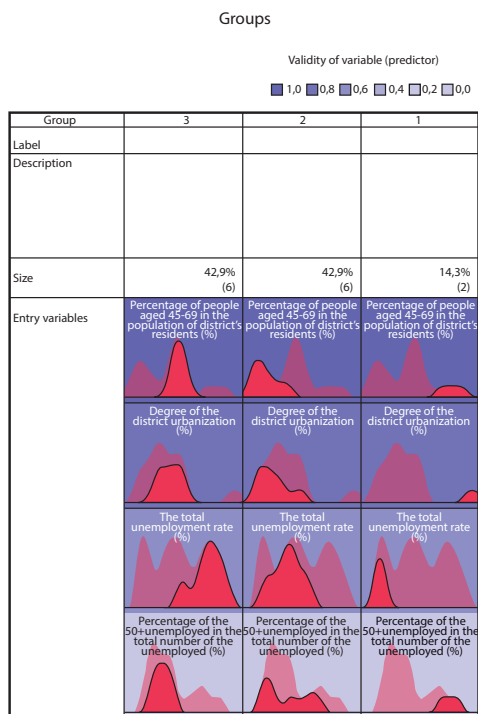 Groups
Validity of variable (predictor)
1,0 0,8 0,6 0,4 0,2 0,0
Group 3 2 1
Label
Description
Size 42,9% 42,9% 14,3%
(6) (6) (2)
Entry variables
Percentage of people Percentage of people Percentage of people
aged 45-69 in the aged 45-69 in the aged 45-69 in the
population of district's population of district's population of district's
residents (%) residents (%) residents (%)
Degree of the Degree of the Degree of the
district urbanization district urbanization district urbanization
(%) (%) (%)
The total The total The total
unemployment rate unemployment rate unemployment rate
(%) (%) (%)
Percentage of the Percentage of the Percentage of the
50+unemployed in the 50+unemployed in the 50+unemployed in the
total number of the total number of the total number of the
unemployed (%) unemployed (%) unemployed (%)